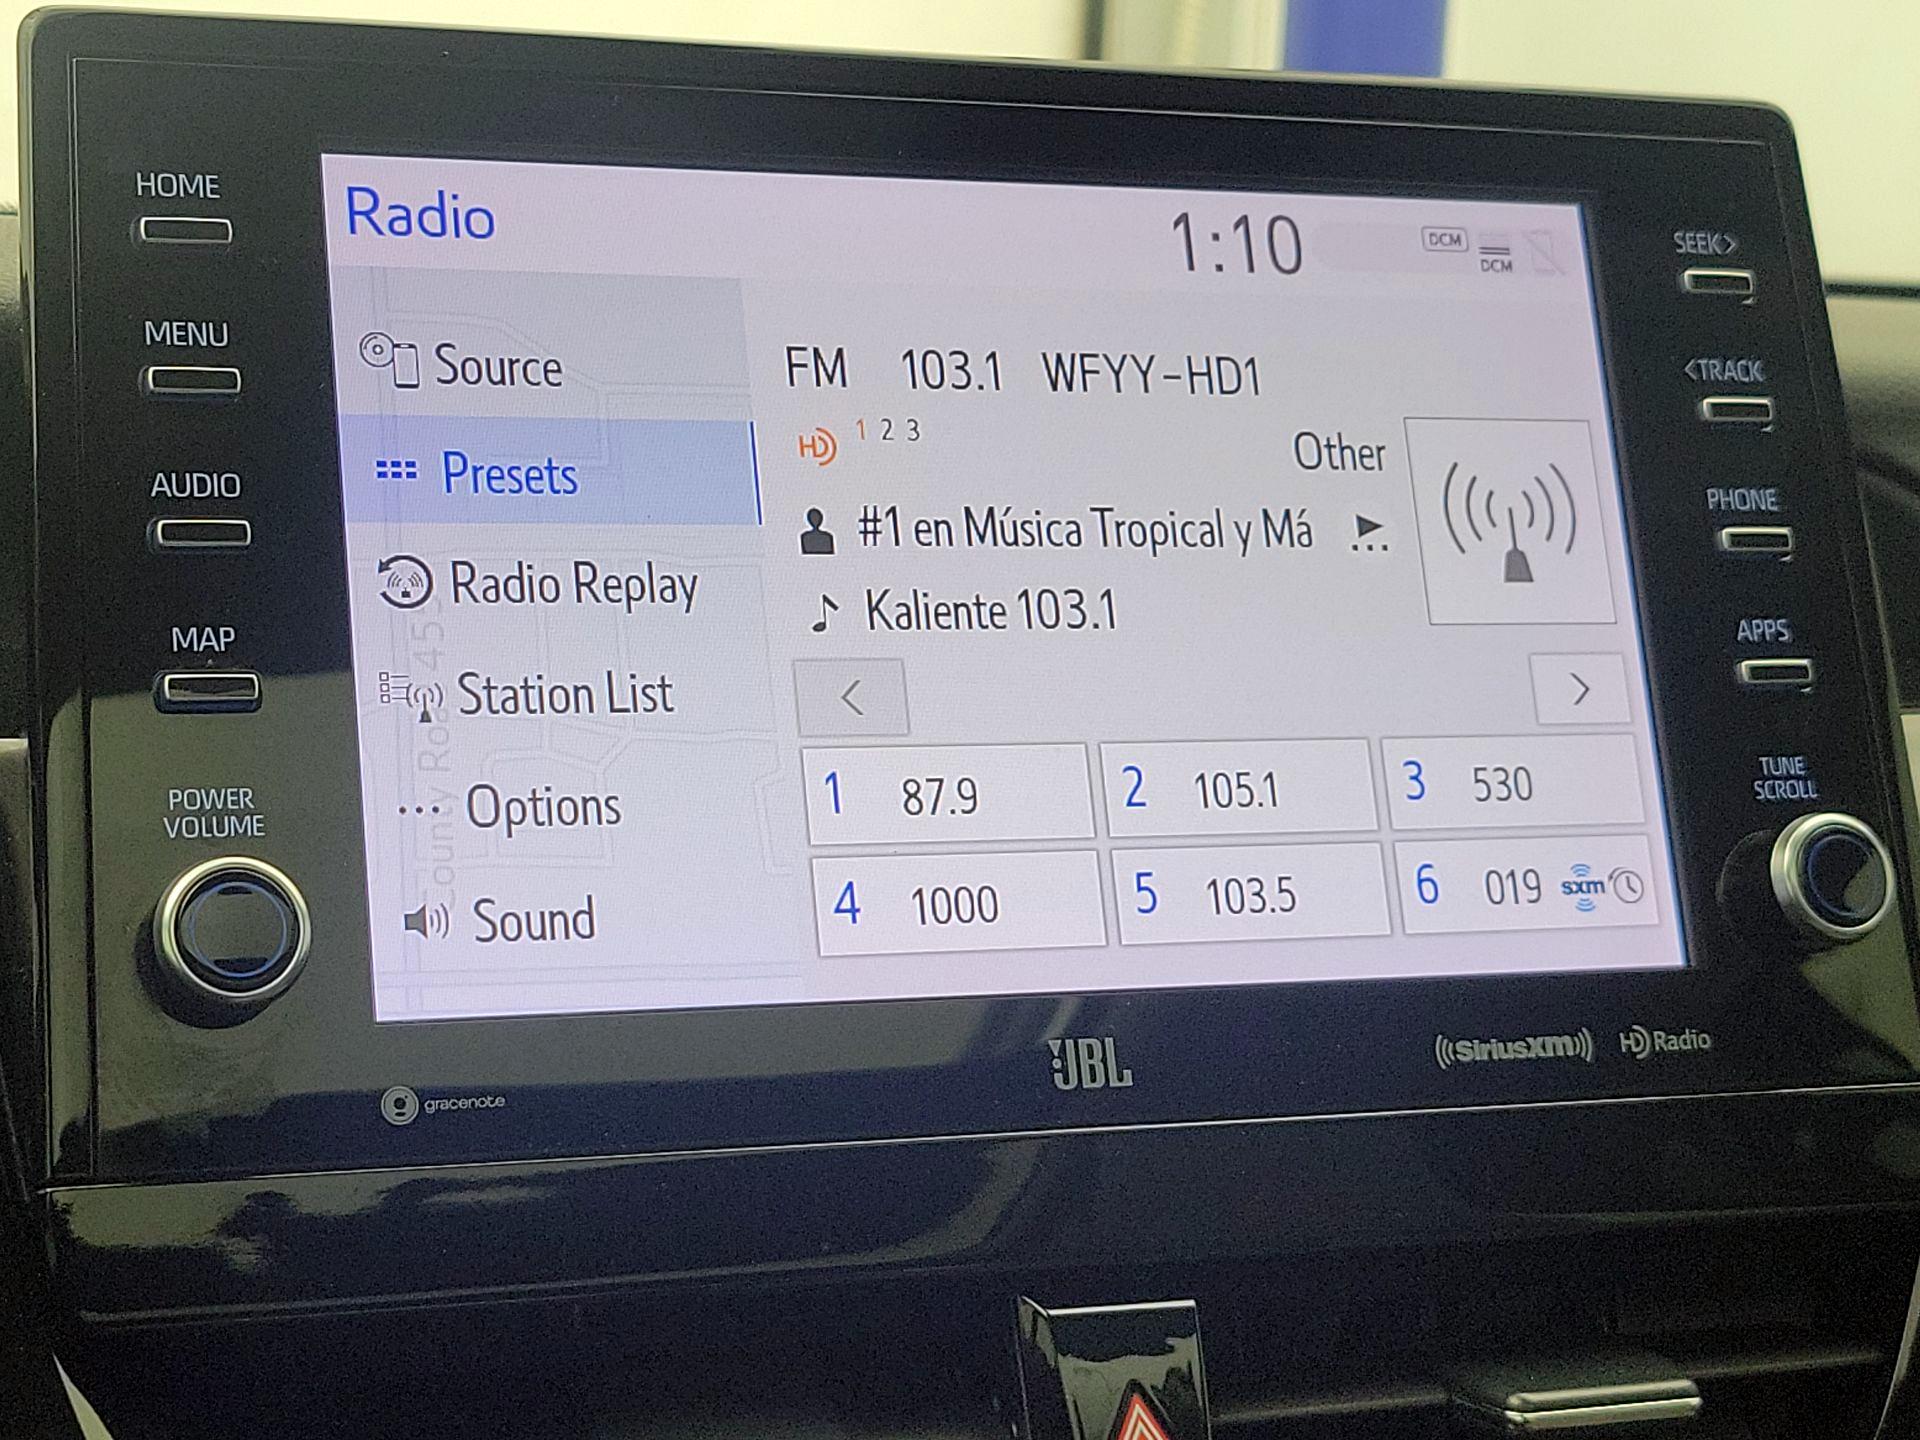 HOME
MENU
AUDIO
MAP
POWER
VOLUME
Radio
1:10
DCM
DCM
Source
Presets
Radio Replay
Station List
Options
Sound
County Road 45
FM 103.1 WFYY-HD1
HD 1 2 3
Other
#1 en Música Tropical y Má
Kaliente 103.1
<
>
1 87.9
2 105.1
3 530
4 1000
5 103.5
6 019 sxm
SEEK>
<TRACK
PHONE
APPS
TUNE
SCROLL
gracenote
JBL
((SiriusXM))
HD Radio